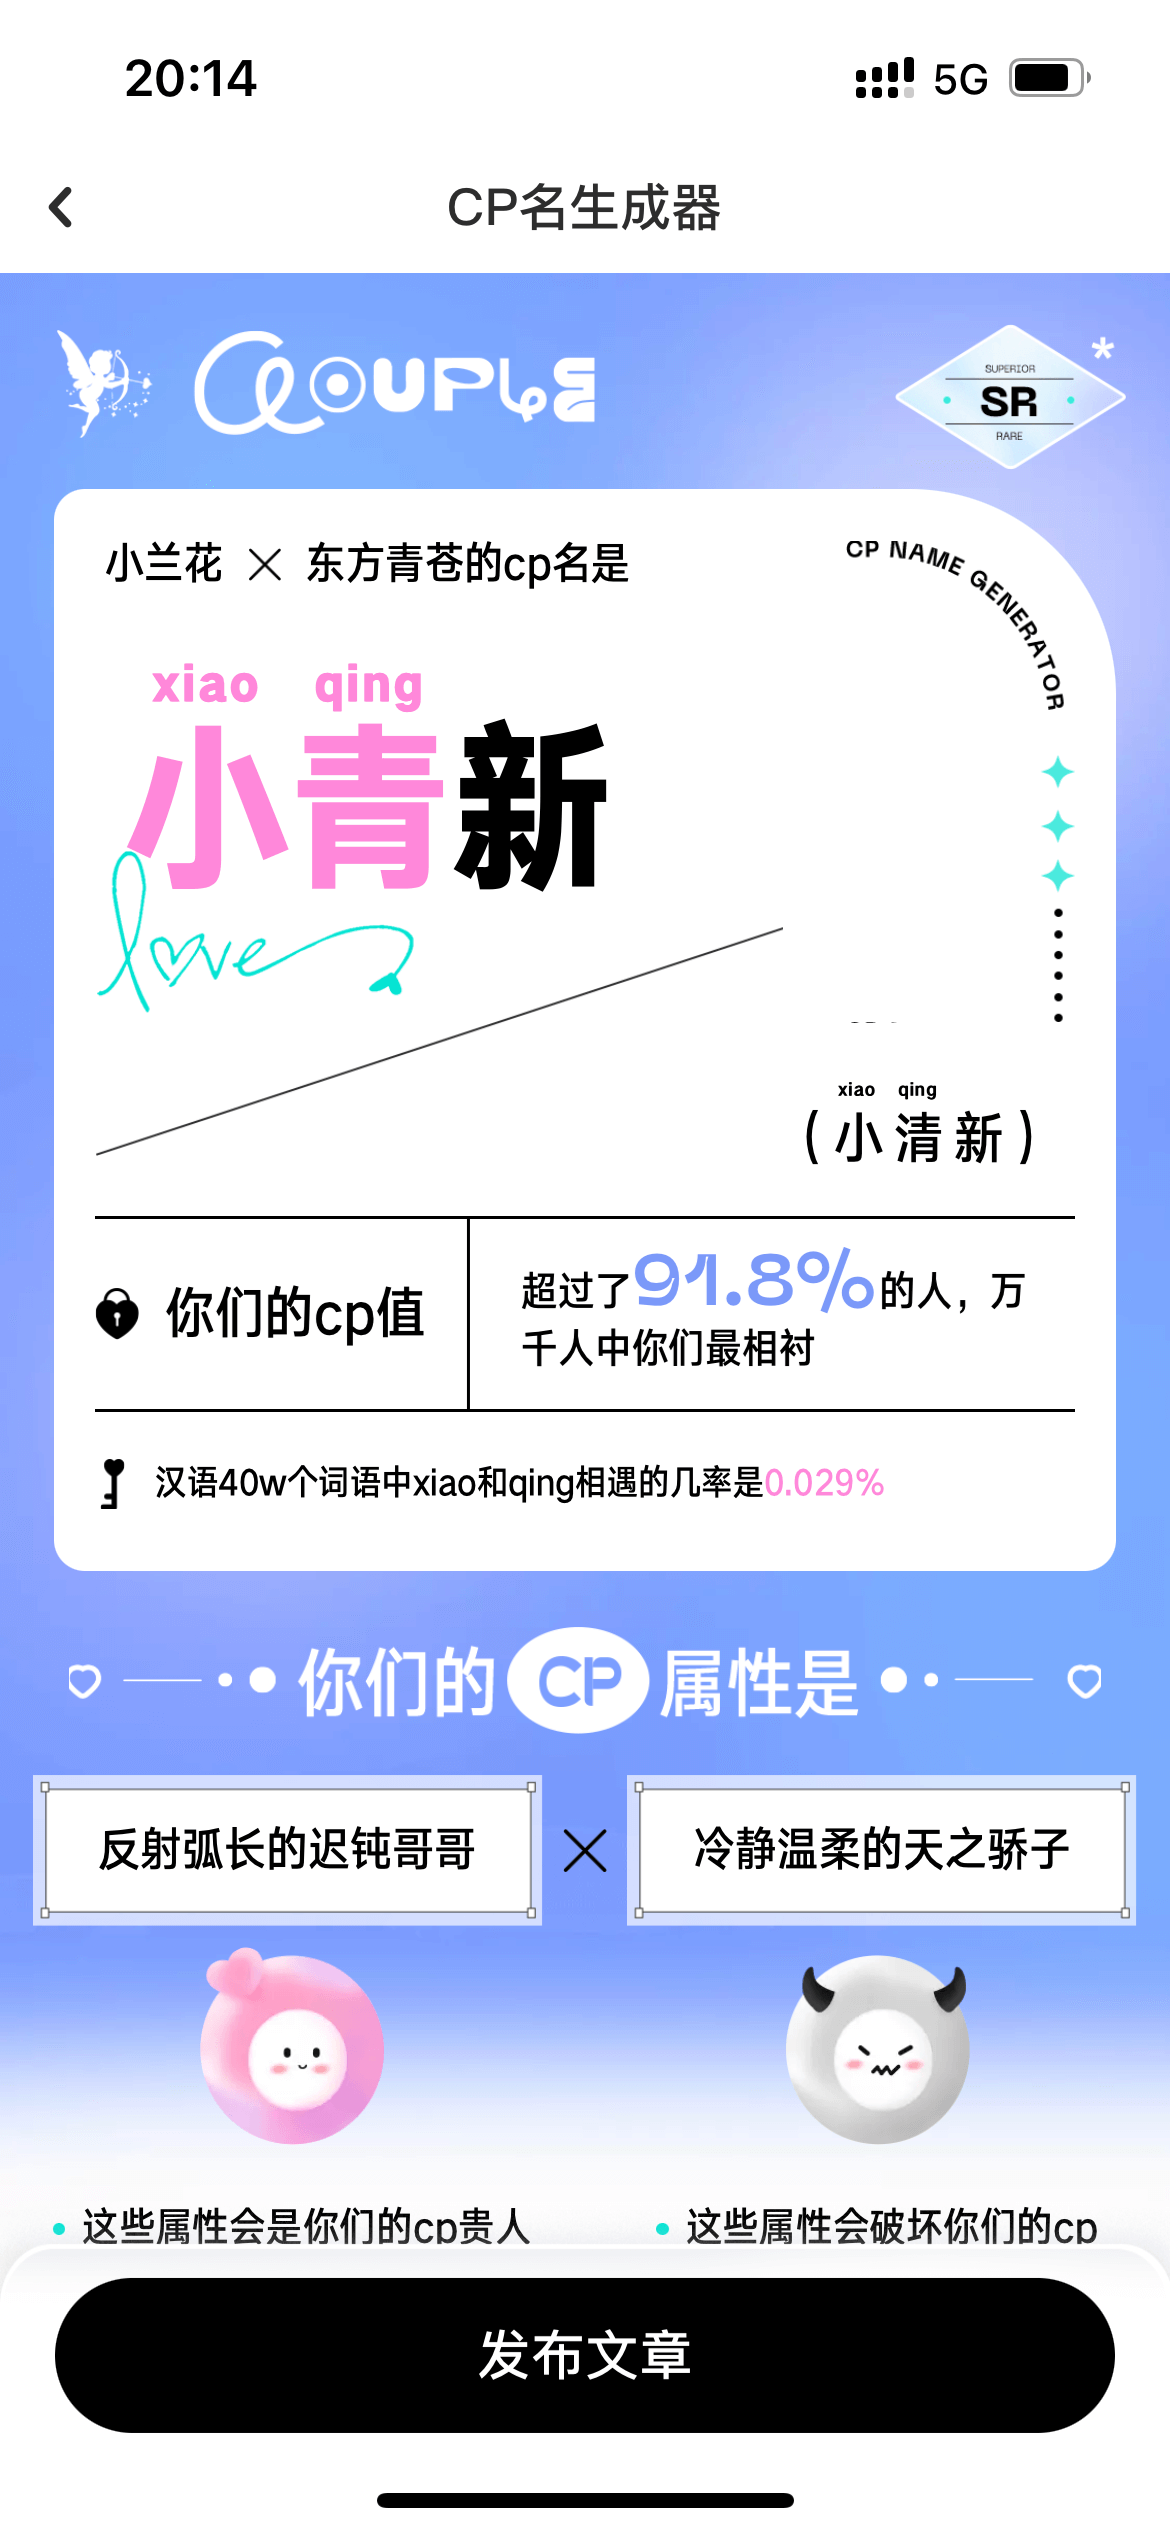 20:14
5G
CP名生成器
COUPLE
SUPERIOR
SR
RARE
*
小兰花 × 东方青苍的cp名是
CP NAME GENERATOR
xiao qing
小青新
love
xiao qing
(小清新)
你们的cp值
超过了91.8%的人，万
千人中你们最相衬
汉语40w个词语中xiao和qing相遇的几率是0.029%
你们的CP属性是
反射弧长的迟钝哥哥 × 冷静温柔的天之骄子
这些属性会是你们的cp贵人
这些属性会破坏你们的cp
发布文章